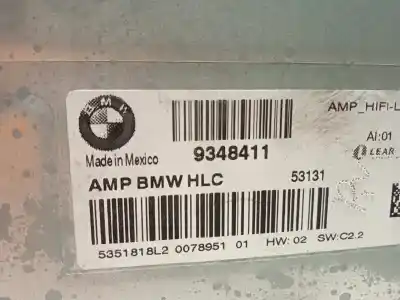 BMW
AMP_HIFI-L
9348411
AI:01
Made in Mexico
LEAR
AMP BMW HLC
53131
5351818L2 0078951 01 HW: 02 SW:C2.2